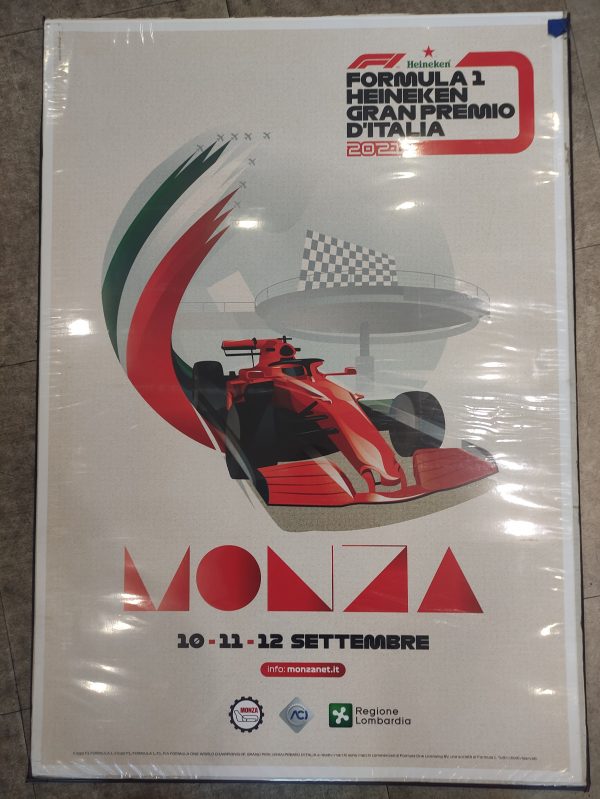 F1
Heineken
FORMULA 1
HEINEKEN
GRAN PREMIO
D'ITALIA
2021
MONZA
10-11-12 SETTEMBRE
info: monzanet.it
MONZA
ACI
Regione
Lombardia